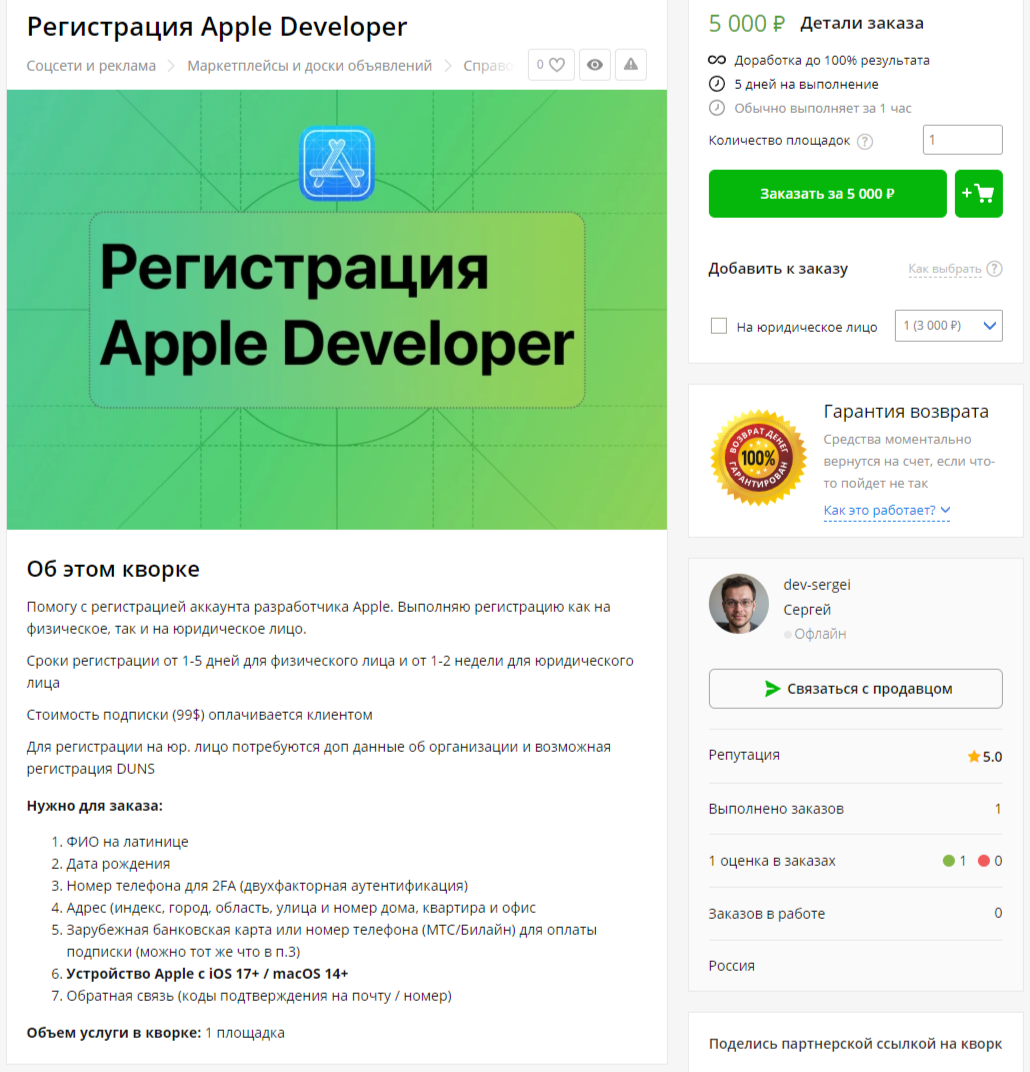 Регистрация Apple Developer
Соцсети и реклама
Маркетплейсы и доски объявлений
Справо
0
Регистрация
Apple Developer
Об этом кворке
Помогу с регистрацией аккаунта разработчика Apple. Выполняю регистрацию как на
физическое, так и на юридическое лицо.
Сроки регистрации от 1-5 дней для физического лица и от 1-2 недели для юридического
лица
Стоимость подписки (99$) оплачивается клиентом
Для регистрации на юр. лицо потребуются доп данные об организации и возможная
регистрация DUNS
Нужно для заказа:
1. ФИО на латинице
2. Дата рождения
3. Номер телефона для 2FA (двухфакторная аутентификация)
4. Адрес (индекс, город, область, улица и номер дома, квартира и офис
5. Зарубежная банковская карта или номер телефона (МТС/Билайн) для оплаты
подписки (можно тот же что в п.3)
6. Устройство Apple с iOS 17+ / macOS 14+
7. Обратная связь (коды подтверждения на почту / номер)
Объем услуги в кворке: 1 площадка
5 000 ₽ Детали заказа
Доработка до 100% результата
5 дней на выполнение
Обычно выполняет за 1 час
Количество площадок ? 1
Заказать за 5 000 ₽
+
Добавить к заказу Как выбрать ?
На юридическое лицо 1 (3 000 ₽)
ВОЗВРАТ ДЕНЕГ
100%
ГАРАНТИРОВАН
Гарантия возврата
Средства моментально
вернутся на счет, если что-
то пойдет не так
Как это работает?
dev-sergei
Сергей
Офлайн
Связаться с продавцом
Репутация 5.0
Выполнено заказов 1
1 оценка в заказах 1 0
Заказов в работе 0
Россия
Поделись партнерской ссылкой на кворк